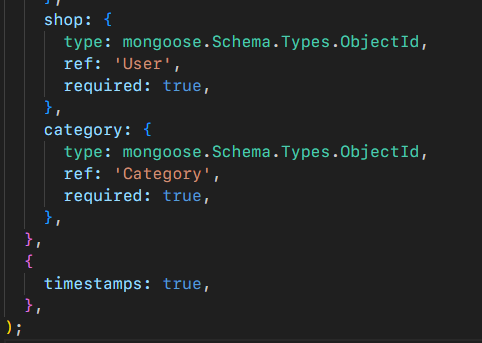 },
shop: {
type: mongoose.Schema.Types.ObjectId,
ref: 'User',
required: true,
},
category: {
type: mongoose.Schema.Types.ObjectId,
ref: 'Category',
required: true,
},
},
{
timestamps: true,
},
);